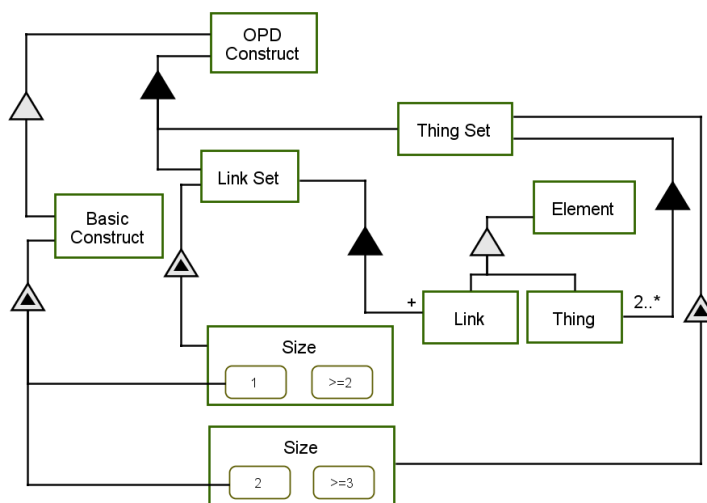 OPD
Construct
Thing Set
Link Set
Element
Basic
Construct
+
Link
Thing
2..*
Size
1
>=2
Size
2
>=3